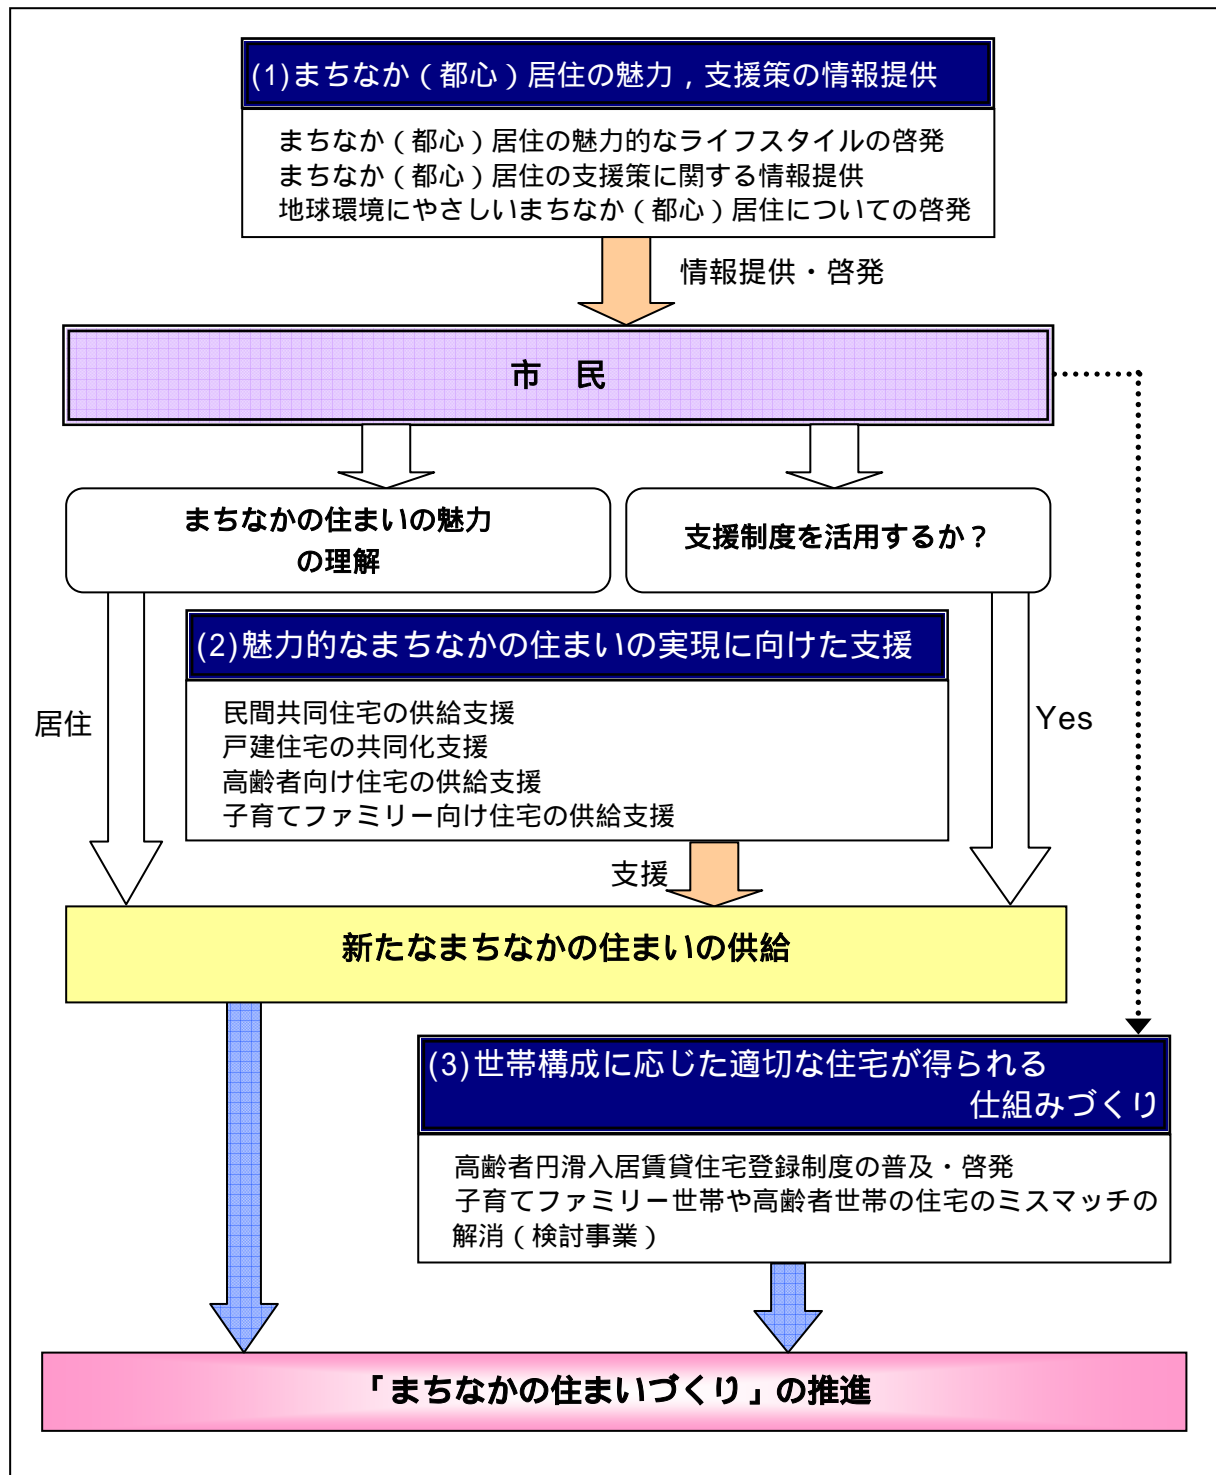 (1)まちなか（都心）居住の魅力，支援策の情報提供
まちなか（都心）居住の魅力的なライフスタイルの啓発
まちなか（都心）居住の支援策に関する情報提供
地球環境にやさしいまちなか（都心）居住についての啓発
情報提供・啓発
市　民
まちなかの住まいの魅力
の理解
支援制度を活用するか？
(2)魅力的なまちなかの住まいの実現に向けた支援
民間共同住宅の供給支援
戸建住宅の共同化支援
高齢者向け住宅の供給支援
子育てファミリー向け住宅の供給支援
居住
Yes
支援
新たなまちなかの住まいの供給
(3)世帯構成に応じた適切な住宅が得られる
仕組みづくり
高齢者円滑入居賃貸住宅登録制度の普及・啓発
子育てファミリー世帯や高齢者世帯の住宅のミスマッチの
解消（検討事業）
「まちなかの住まいづくり」の推進